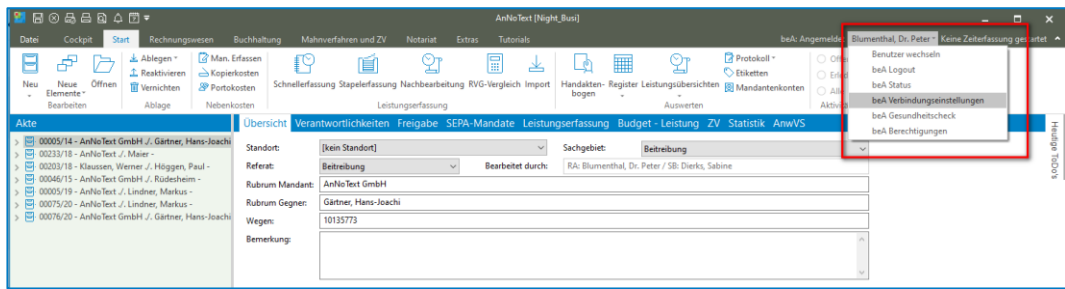 AnNoText [Night_Busi]
Datei Cockpit Start Rechnungswesen Buchhaltung Mahnverfahren und ZV Notariat Extras Tutorials beA: Angemeldet: Blumenthal, Dr. Peter Keine Zeiterfassung gestartet
Neu
Neue Elemente
Öffnen
Bearbeiten
Ablegen
Reaktivieren
Vernichten
Ablage
Man. Erfassen
Kopierkosten
Portokosten
Nebenkosten
Schnellerfassung Stapelerfassung Nachbearbeitung RVG-Vergleich Import
Leistungserfassung
Handakten-bogen Register Leistungsübersichten
Protokoll
Etiketten
Mandantenkonten
Auswerten
Alle
Benutzer wechseln
beA Logout
beA Status
beA Verbindungseinstellungen
beA Gesundheitscheck
beA Berechtigungen
Akte
00005/14 - AnNoText GmbH ./. Gärtner, Hans-Joachi
00233/18 - AnNoText ./. Maier -
00203/18 - Klaussen, Werner ./. Höggen, Paul -
00046/15 - AnNoText GmbH ./. Rüdesheim -
00005/19 - AnNoText ./. Lindner, Markus -
00075/20 - AnNoText ./. Lindner, Markus -
00076/20 - AnNoText GmbH ./. Gärtner, Hans-Joachi
Übersicht Verantwortlichkeiten Freigabe SEPA-Mandate Leistungserfassung Budget - Leistung ZV Statistik AnwVS
Standort: [kein Standort] Sachgebiet: Beitreibung
Referat: Beitreibung Bearbeitet durch: RA: Blumenthal, Dr. Peter / SB: Dierks, Sabine
Rubrum Mandant: AnNoText GmbH
Rubrum Gegner: Gärtner, Hans-Joachi
Wegen: 10135773
Bemerkung:
Heutige ToDo's